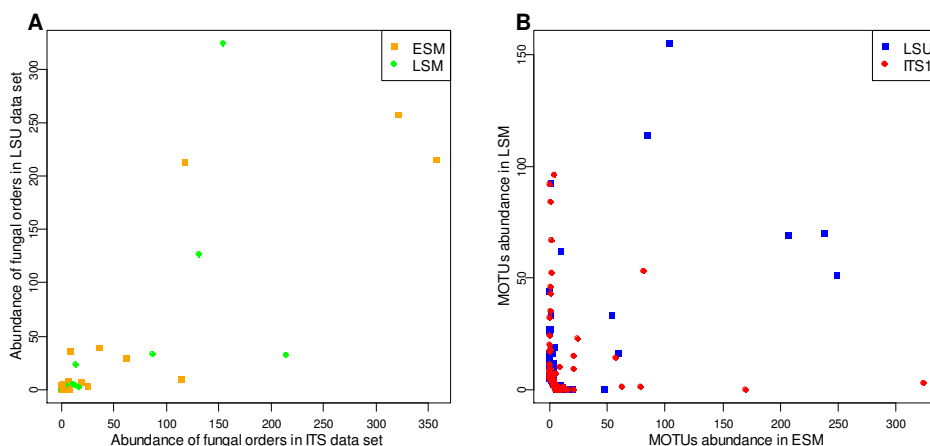 A
Abundance of fungal orders in LSU data set
0 50 100 150 200 250 300
ESM
LSM
0 50 100 150 200 250 300 350
Abundance of fungal orders in ITS data set
B
MOTUs abundance in LSM
0 50 100 150
LSU
ITS1
0 50 100 150 200 250 300
MOTUs abundance in ESM